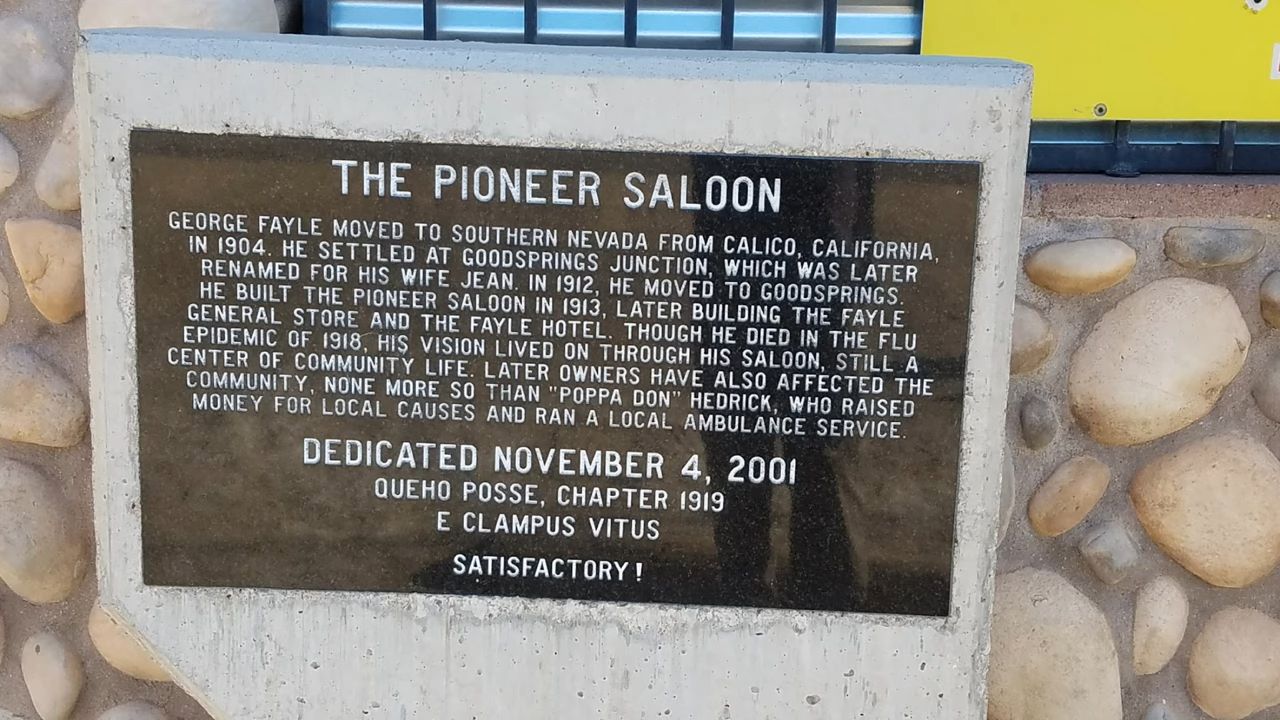 THE PIONEER SALOON
GEORGE FAYLE MOVED TO SOUTHERN NEVADA FROM CALICO, CALIFORNIA,
IN 1904. HE SETTLED AT GOODSPRINGS JUNCTION, WHICH WAS LATER
RENAMED FOR HIS WIFE JEAN. IN 1912, HE MOVED TO GOODSPRINGS.
HE BUILT THE PIONEER SALOON IN 1913, LATER BUILDING THE FAYLE
GENERAL STORE AND THE FAYLE HOTEL. THOUGH HE DIED IN THE FLU
EPIDEMIC OF 1918, HIS VISION LIVED ON THROUGH HIS SALOON, STILL A
CENTER OF COMMUNITY LIFE. LATER OWNERS HAVE ALSO AFFECTED THE
COMMUNITY, NONE MORE SO THAN "POPPA DON" HEDRICK, WHO RAISED
MONEY FOR LOCAL CAUSES AND RAN A LOCAL AMBULANCE SERVICE.
DEDICATED NOVEMBER 4, 2001
QUEHO POSSE, CHAPTER 1919
E CLAMPUS VITUS
SATISFACTORY!